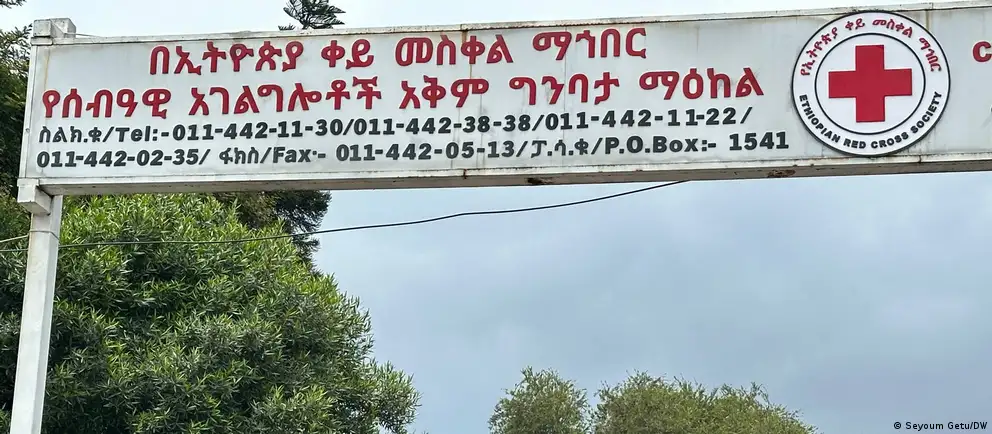 በኢትዮጵያ ቀይ መስቀል ማኅበር
የሰብዓዊ አገልግሎቶች አቅም ግንባታ ማዕከል
ስልክ.ቁ/Tel:-011-442-11-30/011-442-38-38/011-442-11-22/
011-442-02-35/ ፋክስ/Fax:- 011-442-05-13/ፖ.ሳ.ቁ/P.O.Box:- 1541
የኢትዮጵያ ቀይ መስቀል ማኅበር
ETHIOPIAN RED CROSS SOCIETY
C
© Seyoum Getu/DW